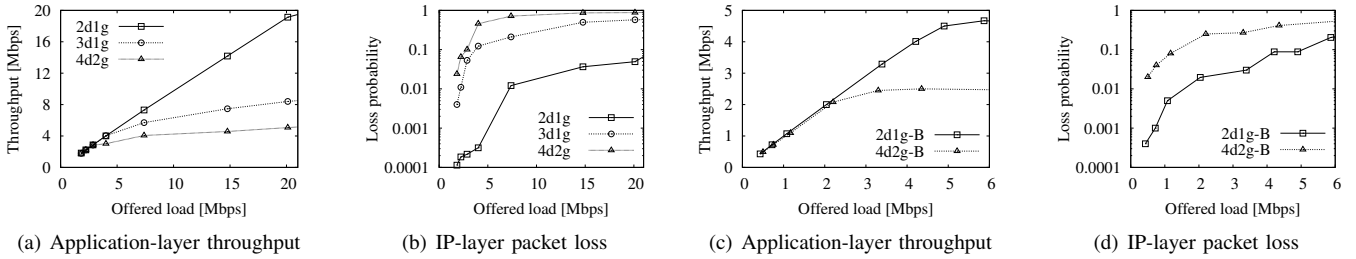 Throughput [Mbps]
20
16
12
8
4
0
0 5 10 15 20
Offered load [Mbps]
2d1g
3d1g
4d2g
(a) Application-layer throughput
Loss probability
1
0.1
0.01
0.001
0.0001
0 5 10 15 20
Offered load [Mbps]
2d1g
3d1g
4d2g
(b) IP-layer packet loss
Throughput [Mbps]
5
4
3
2
1
0
0 1 2 3 4 5 6
Offered load [Mbps]
2d1g-B
4d2g-B
(c) Application-layer throughput
Loss probability
1
0.1
0.01
0.001
0.0001
0 1 2 3 4 5 6
Offered load [Mbps]
2d1g-B
4d2g-B
(d) IP-layer packet loss